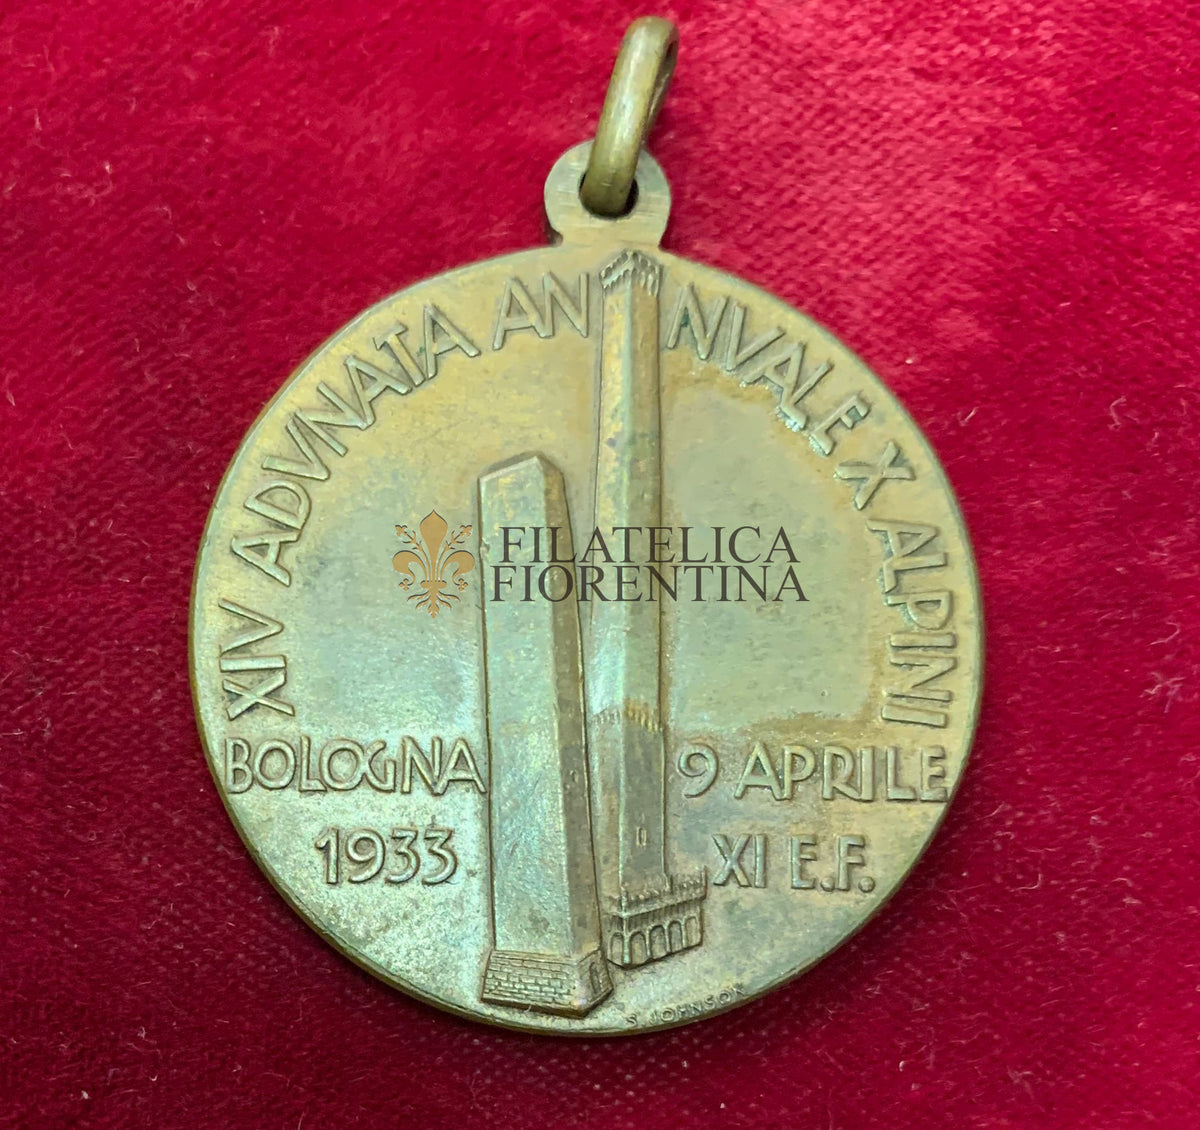 XIV ADVNATA ANNVALE X ALPINI
BOLOGNA 9 APRILE
1933 XI E.F.
S. JOHNSON
FILATELICA
FIORENTINA